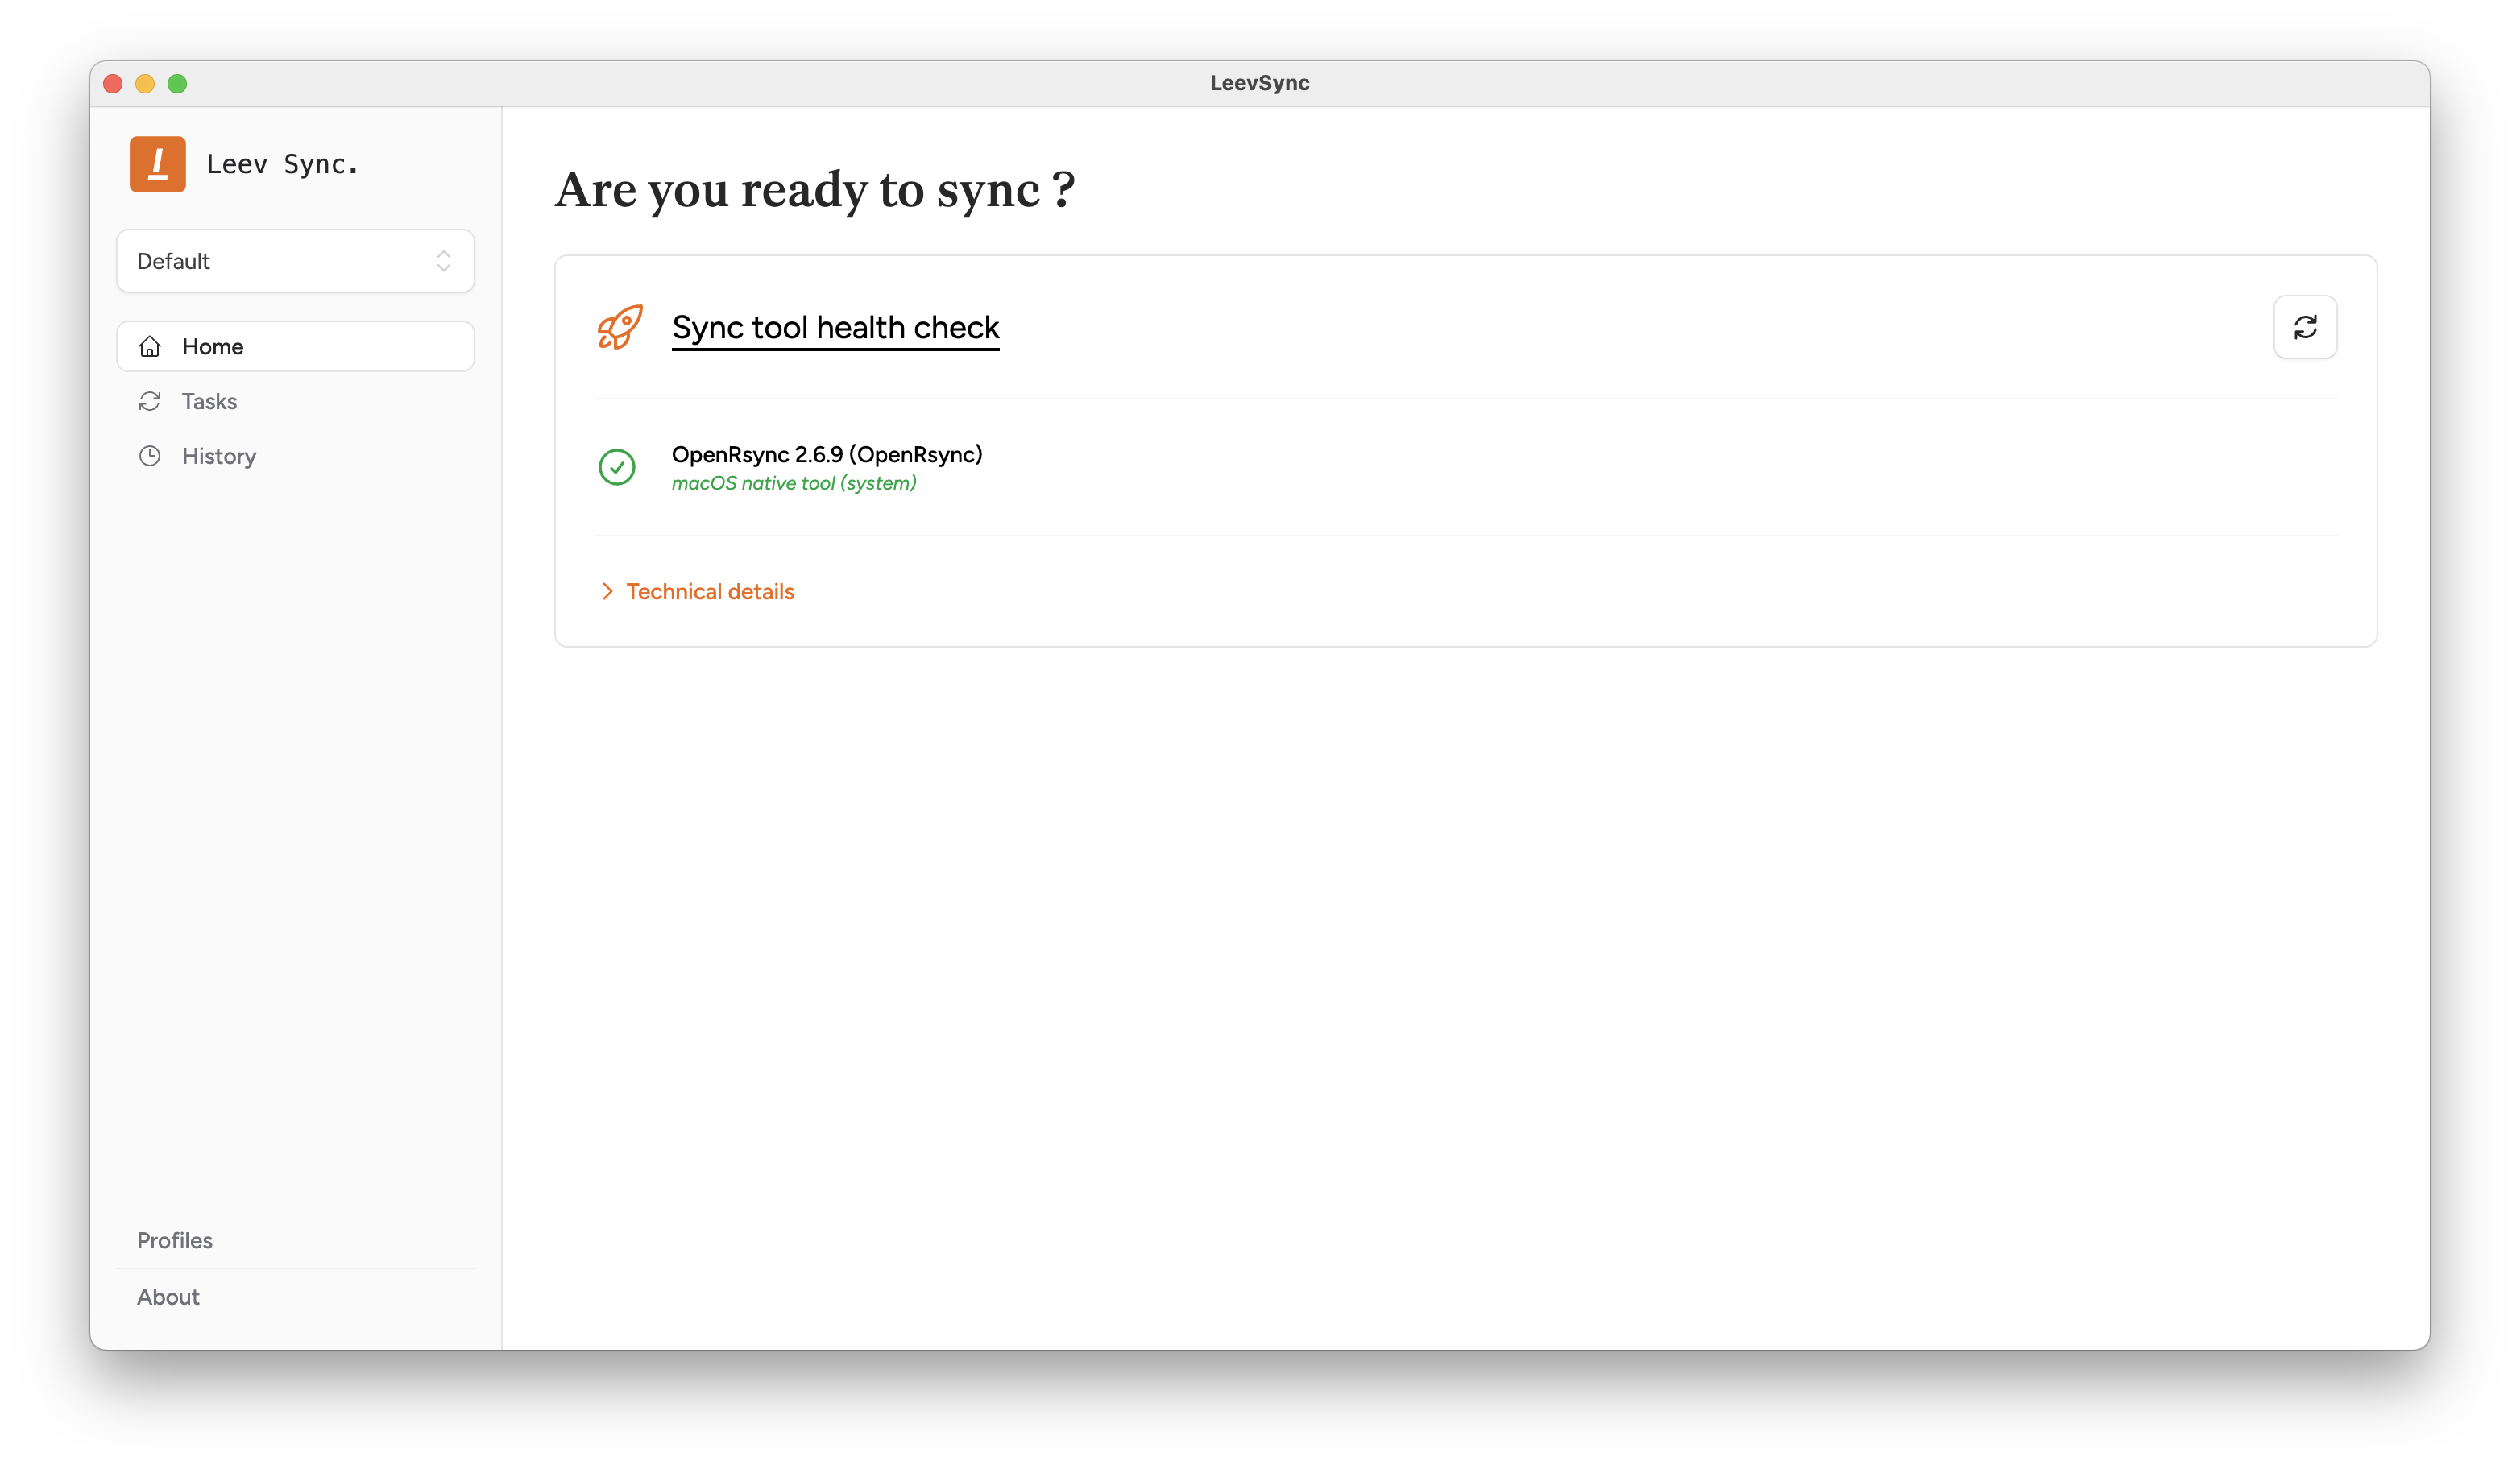 LeevSync
Leev Sync.
Default
Home
Tasks
History
Profiles
About
Are you ready to sync ?
Sync tool health check
OpenRsync 2.6.9 (OpenRsync)
macOS native tool (system)
Technical details